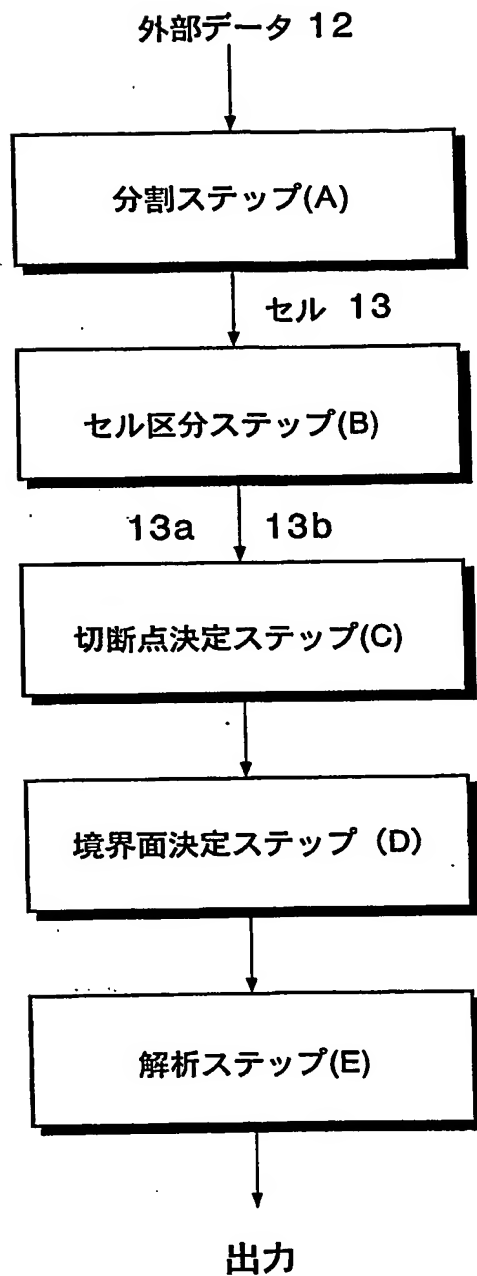 外部データ 12
分割ステップ(A)
セル 13
セル区分ステップ(B)
13a 13b
切断点決定ステップ(C)
境界面決定ステップ (D)
解析ステップ(E)
出力